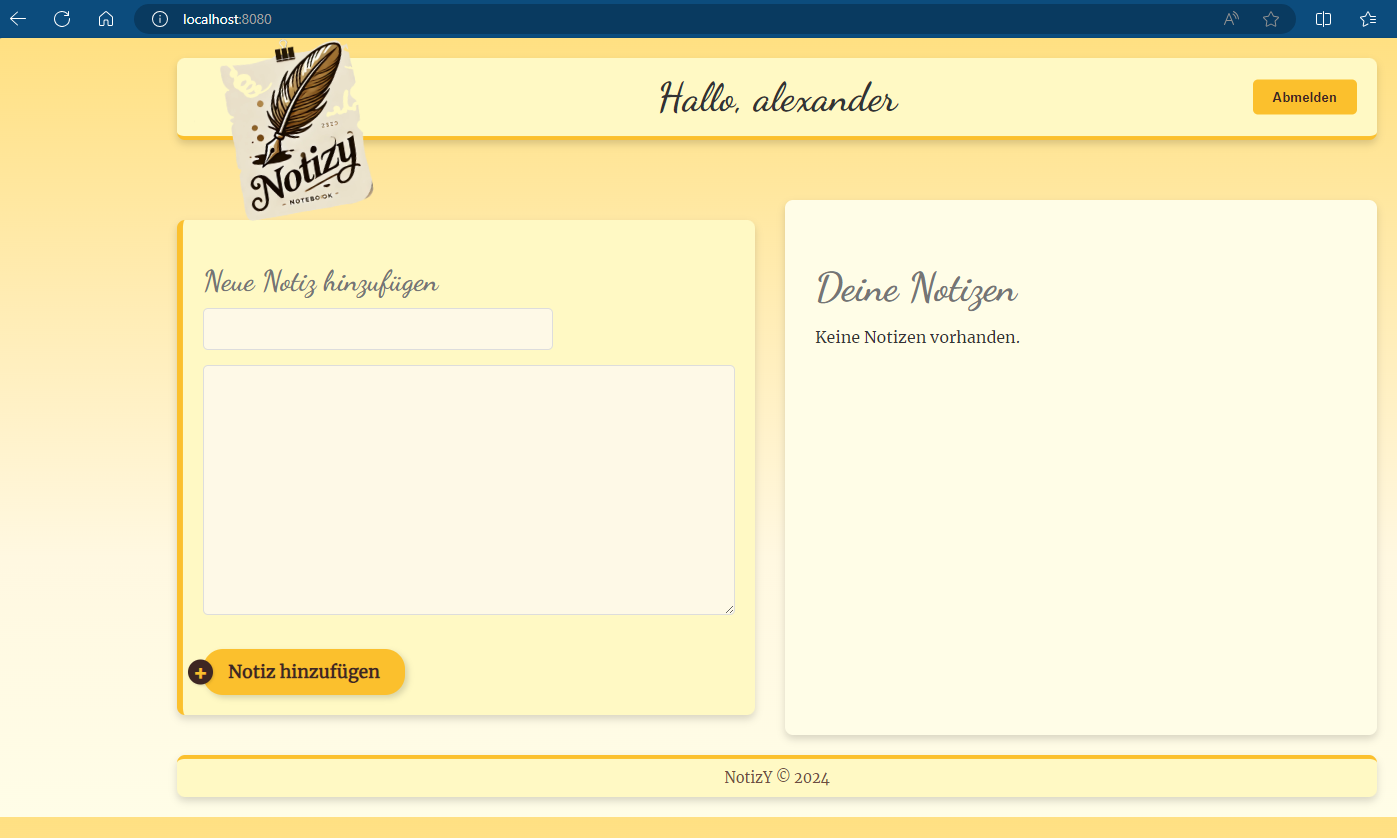 localhost:8080
Hallo, alexander
Abmelden
2523
Notizy
- NOTEBOOK -
Neue Notiz hinzufügen
Deine Notizen
Keine Notizen vorhanden.
+ Notiz hinzufügen
NotizY © 2024